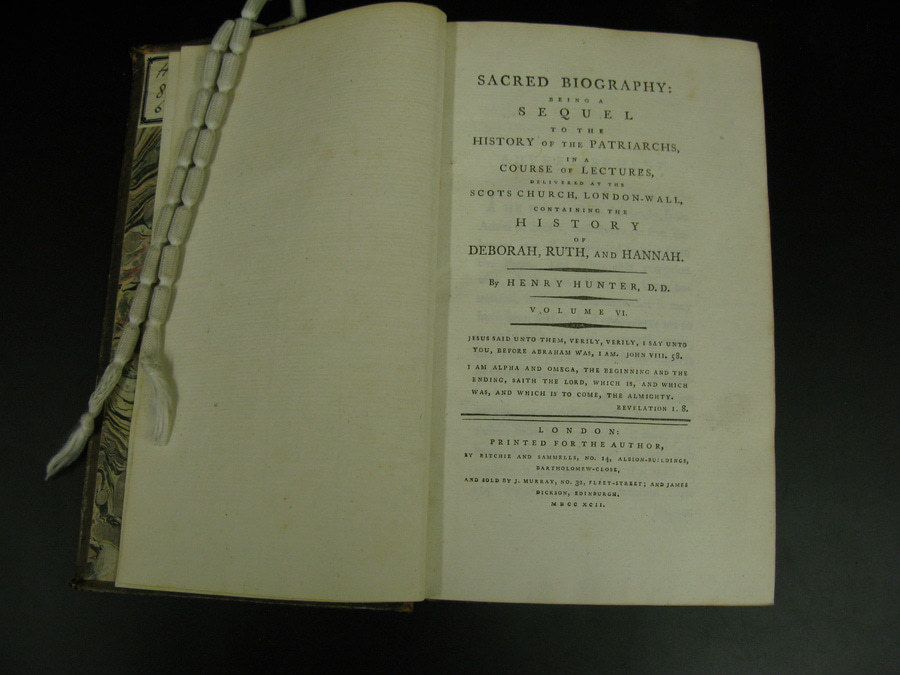 A
8
SACRED BIOGRAPHY:
BEING A
SEQUEL
TO THE
HISTORY OF THE PATRIARCHS,
IN A
COURSE OF LECTURES,
DELIVERED AT THE
SCOTS CHURCH, LONDON-WALL,
CONTAINING THE
HISTORY
OF
DEBORAH, RUTH, AND HANNAH.
By HENRY HUNTER, D.D.
VOLUME VI.
JESUS SAID UNTO THEM, VERILY, VERILY, I SAY UNTO
YOU, BEFORE ABRAHAM WAS, I AM. JOHN VIII. 58.
I AM ALPHA AND OMEGA, THE BEGINNING AND THE
ENDING, SAITH THE LORD, WHICH IS, AND WHICH
WAS, AND WHICH IS TO COME, THE ALMIGHTY.
REVELATION I. 8.
LONDON:
PRINTED FOR THE AUTHOR,
BY RITCHIE AND SAMMELLS, NO. 14, ALBION-BUILDINGS,
BARTHOLOMEW-CLOSE,
AND SOLD BY J. MURRAY, NO. 32, FLEET-STREET; AND JAMES
DICKSON, EDINBURGH,
MDCCXCII.